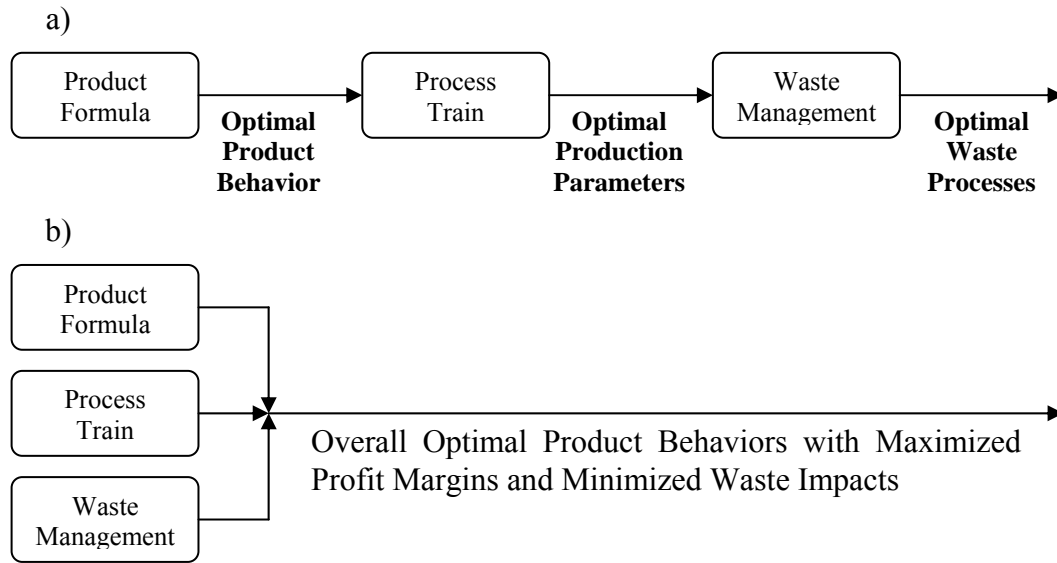 a)
Product
Formula
Optimal
Product
Behavior
Process
Train
Optimal
Production
Parameters
Waste
Management
Optimal
Waste
Processes
b)
Product
Formula
Process
Train
Waste
Management
Overall Optimal Product Behaviors with Maximized
Profit Margins and Minimized Waste Impacts